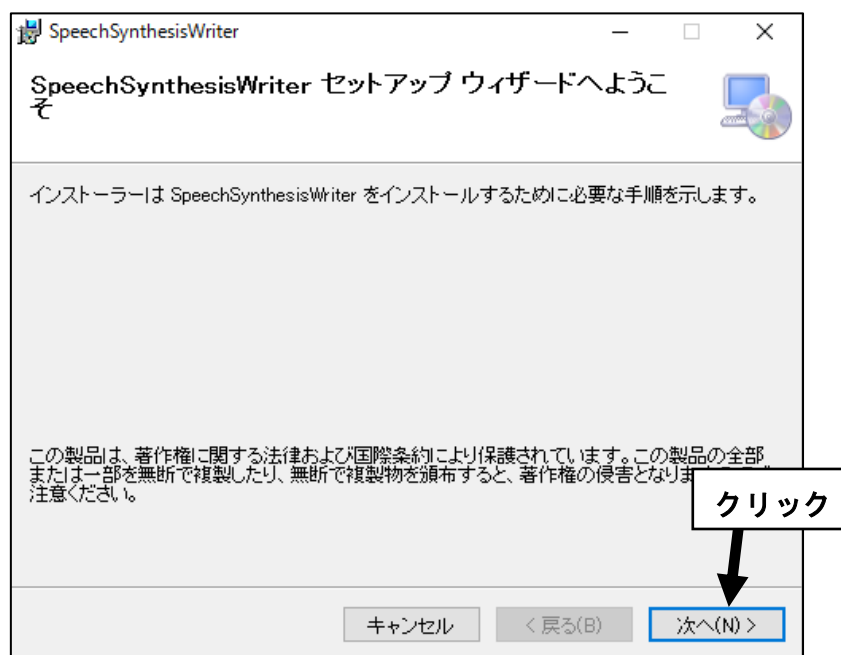 SpeechSynthesisWriter
SpeechSynthesisWriter セットアップ ウィザードへようこ
そ
インストーラーは SpeechSynthesisWriter をインストールするために必要な手順を示します。
この製品は、著作権に関する法律および国際条約により保護されています。この製品の全部
または一部を無断で複製したり、無断で複製物を頒布すると、著作権の侵害となりま
注意ください。
クリック
キャンセル
< 戻る(B)
次へ(N) >